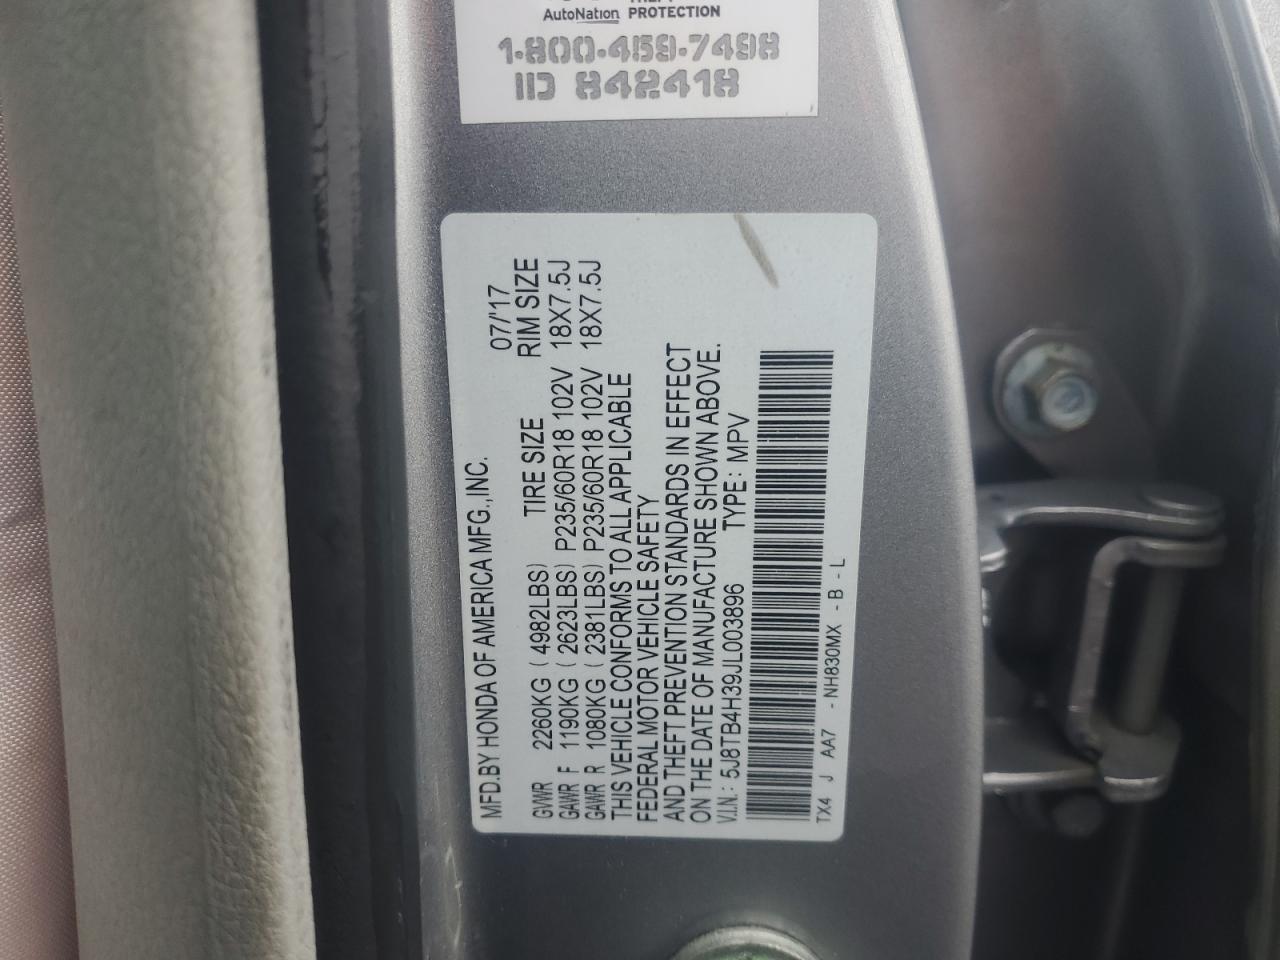 AutoNation PROTECTION
1-800-459-7498
ID 842418
MFD.BY HONDA OF AMERICA MFG.,INC. 07/'17
GVWR 2260KG ( 4982LBS) TIRE SIZE RIM SIZE
GAWR F 1190KG ( 2623LBS) P235/60R18 102V 18X7.5J
GAWR R 1080KG ( 2381LBS) P235/60R18 102V 18X7.5J
THIS VEHICLE CONFORMS TO ALL APPLICABLE
FEDERAL MOTOR VEHICLE SAFETY
AND THEFT PREVENTION STANDARDS IN EFFECT
ON THE DATE OF MANUFACTURE SHOWN ABOVE.
V.I.N.: 5J8TB4H39JL003896 TYPE: MPV
TX4 J AA7 - NH830MX - B - L